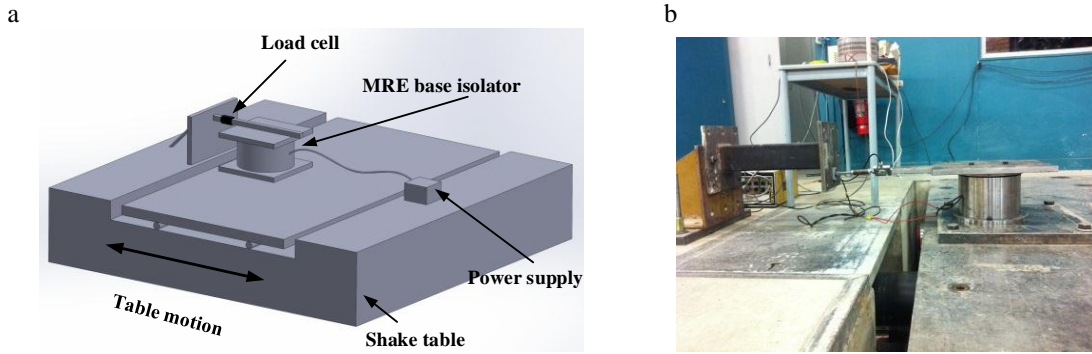 a
b
Load cell
MRE base isolator
Power supply
Table motion
Shake table